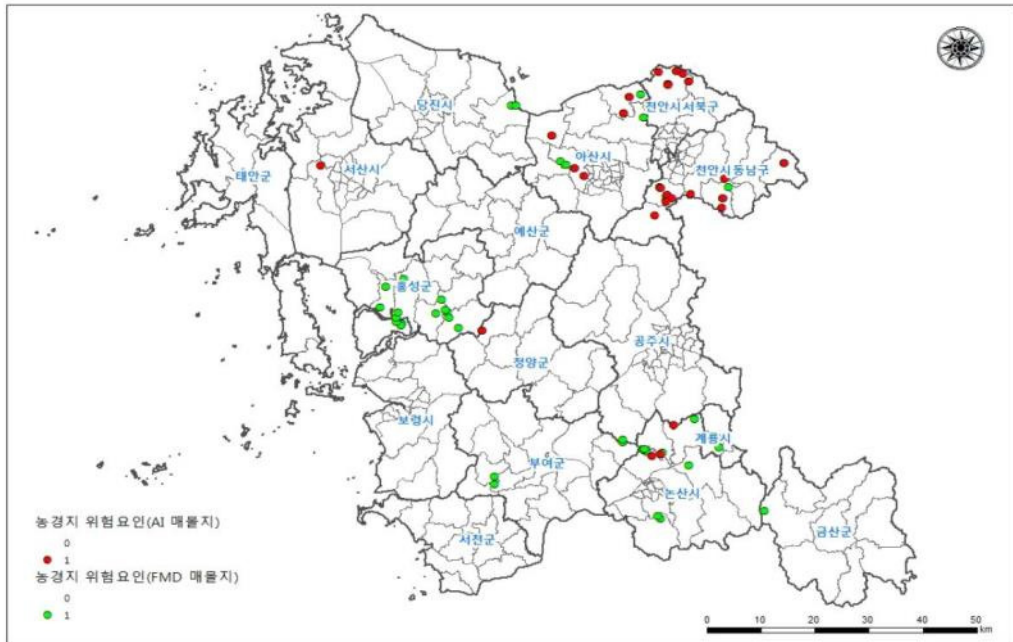 당진시
천안시서북구
아산시
천안시동남구
서산시
태안군
예산군
홍성군
공주시
청양군
보령시
계룡시
부여군
논산시
서천군
금산군
농경지 위험요인(AI 매몰지)
0
1
농경지 위험요인(FMD 매몰지)
0
1
0 10 20 30 40 50
km